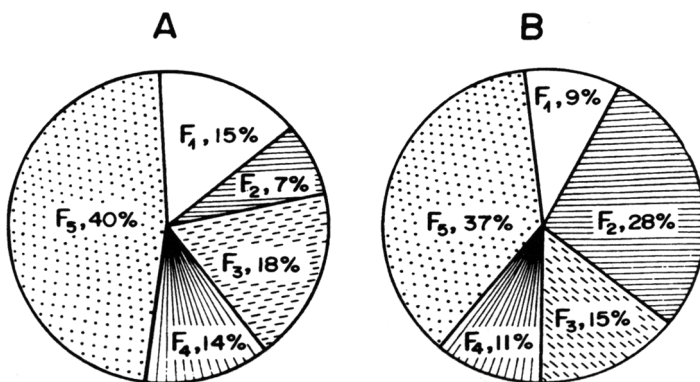 A
F₁, 15%
F₂, 7%
F₃, 18%
F₄, 14%
F₅, 40%
B
F₁, 9%
F₂, 28%
F₃, 15%
F₄, 11%
F₅, 37%